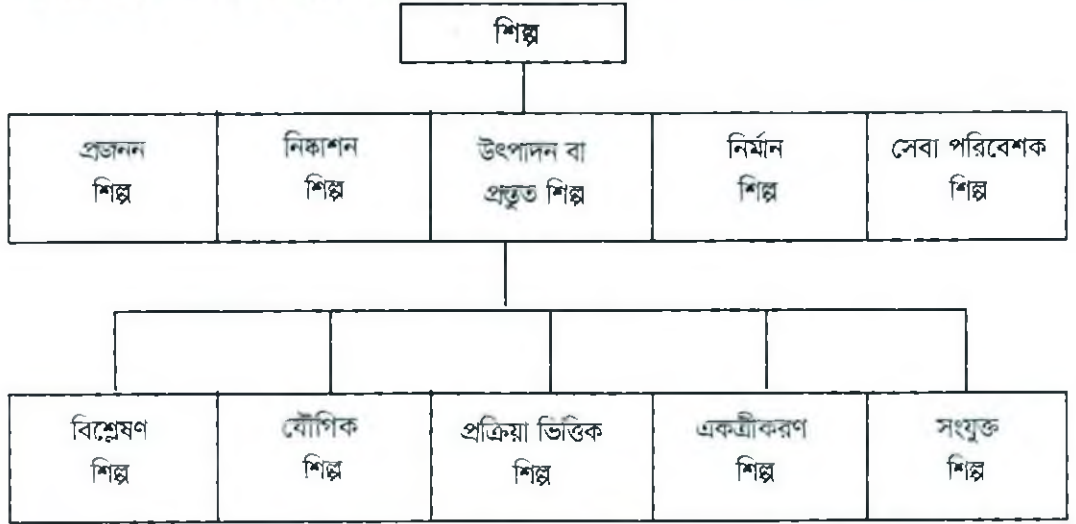 শিল্প
প্রজনন
শিল্প
নিষ্কাশন
শিল্প
উৎপাদন বা
প্রস্তুত শিল্প
নির্মান
শিল্প
সেবা পরিবেশক
শিল্প
বিশ্লেষণ
শিল্প
যৌগিক
শিল্প
প্রক্রিয়া ভিত্তিক
শিল্প
একত্রীকরণ
শিল্প
সংযুক্ত
শিল্প